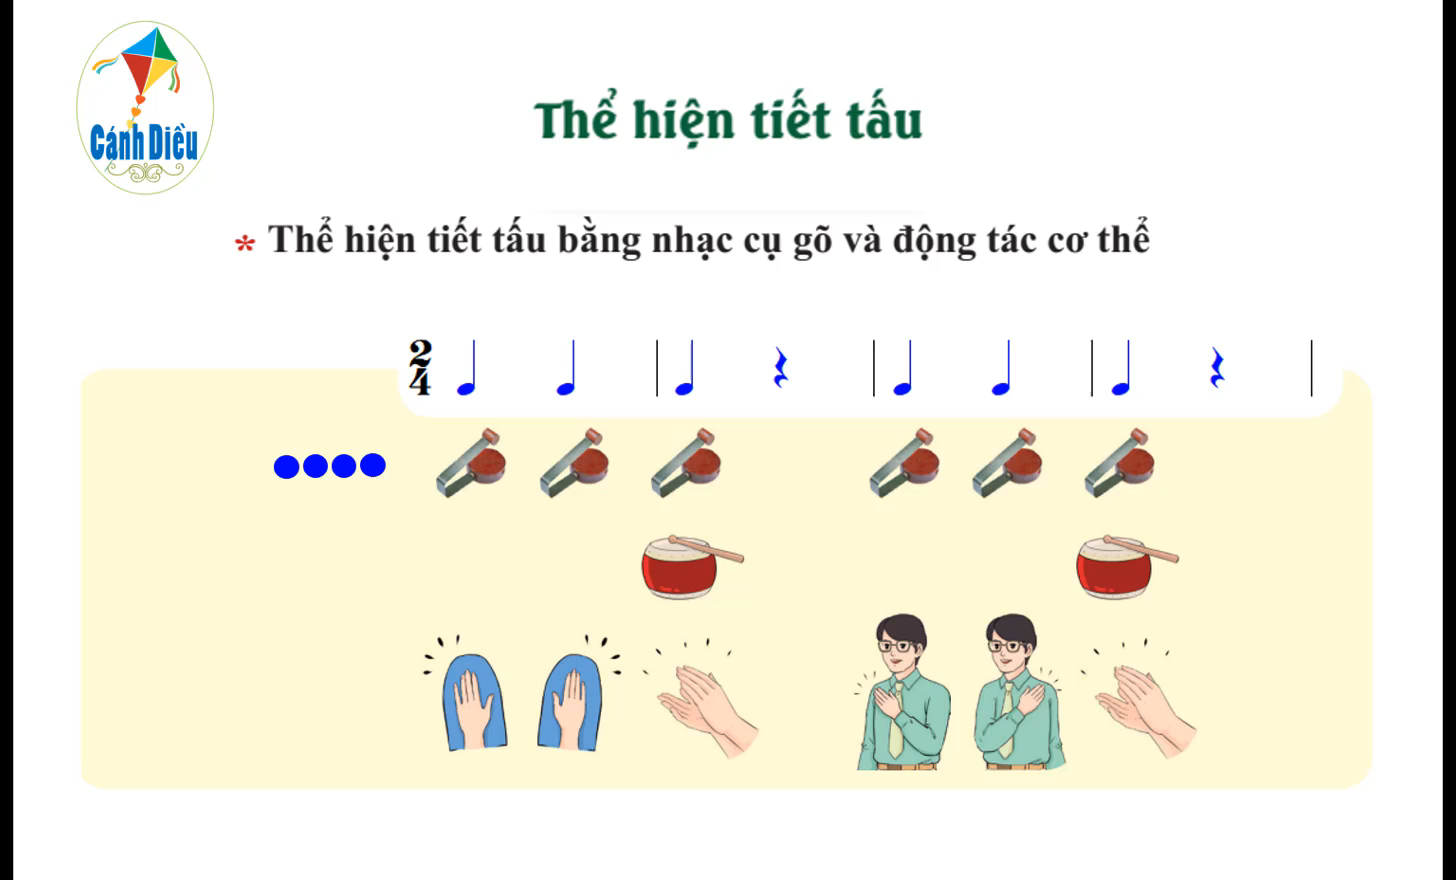 Cánh Diều
Thể hiện tiết tấu
* Thể hiện tiết tấu bằng nhạc cụ gõ và động tác cơ thể
2
4